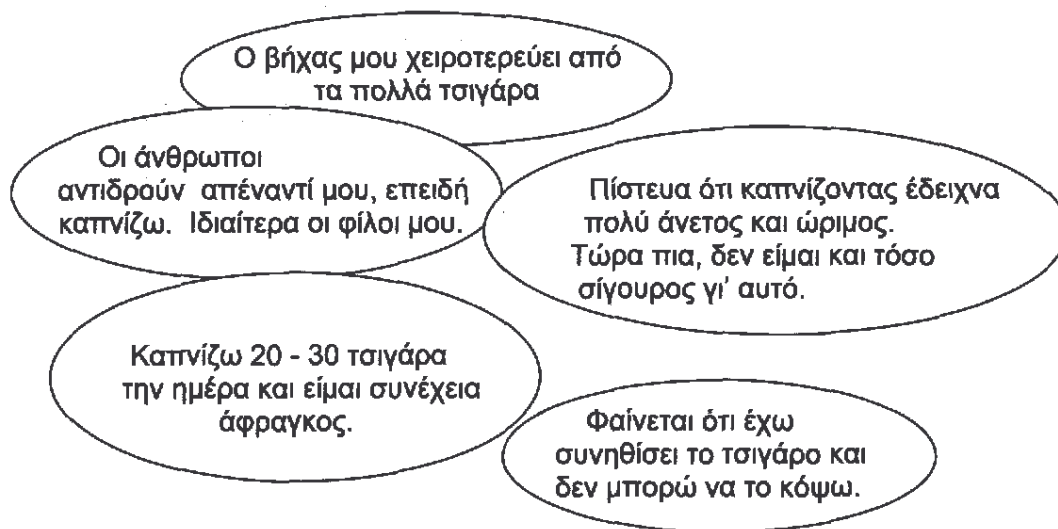 Ο βήχας μου χειροτερεύει από
τα πολλά τσιγάρα
Οι άνθρωποι
αντιδρούν απέναντί μου, επειδή
καπνίζω. Ιδιαίτερα οι φίλοι μου.
Πίστευα ότι καπνίζοντας έδειχνα
πολύ άνετος και ώριμος.
Τώρα πια, δεν είμαι και τόσο
σίγουρος γι' αυτό.
Καπνίζω 20 - 30 τσιγάρα
την ημέρα και είμαι συνέχεια
άφραγκος.
Φαίνεται ότι έχω
συνηθίσει το τσιγάρο και
δεν μπορώ να το κόψω.